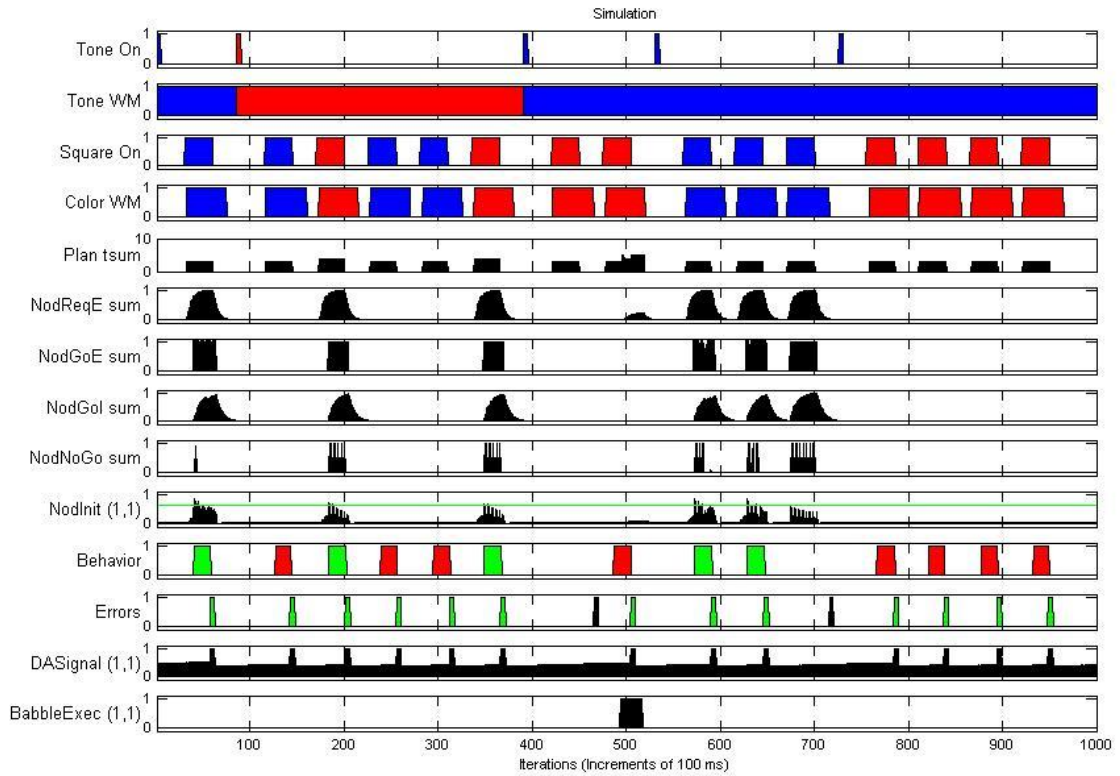 Simulation
Tone On
1
0
Tone WM
1
0
Square On
1
0
Color WM
1
0
Plan tsum
10
0
NodReqE sum
1
0
NodGoE sum
1
0
NodGoI sum
1
0
NodNoGo sum
1
0
NodInit (1,1)
1
0
Behavior
1
0
Errors
1
0
DASignal (1,1)
1
0
BabbleExec (1,1)
1
0
100 200 300 400 500 600 700 800 900 1000
Iterations (Increments of 100 ms)